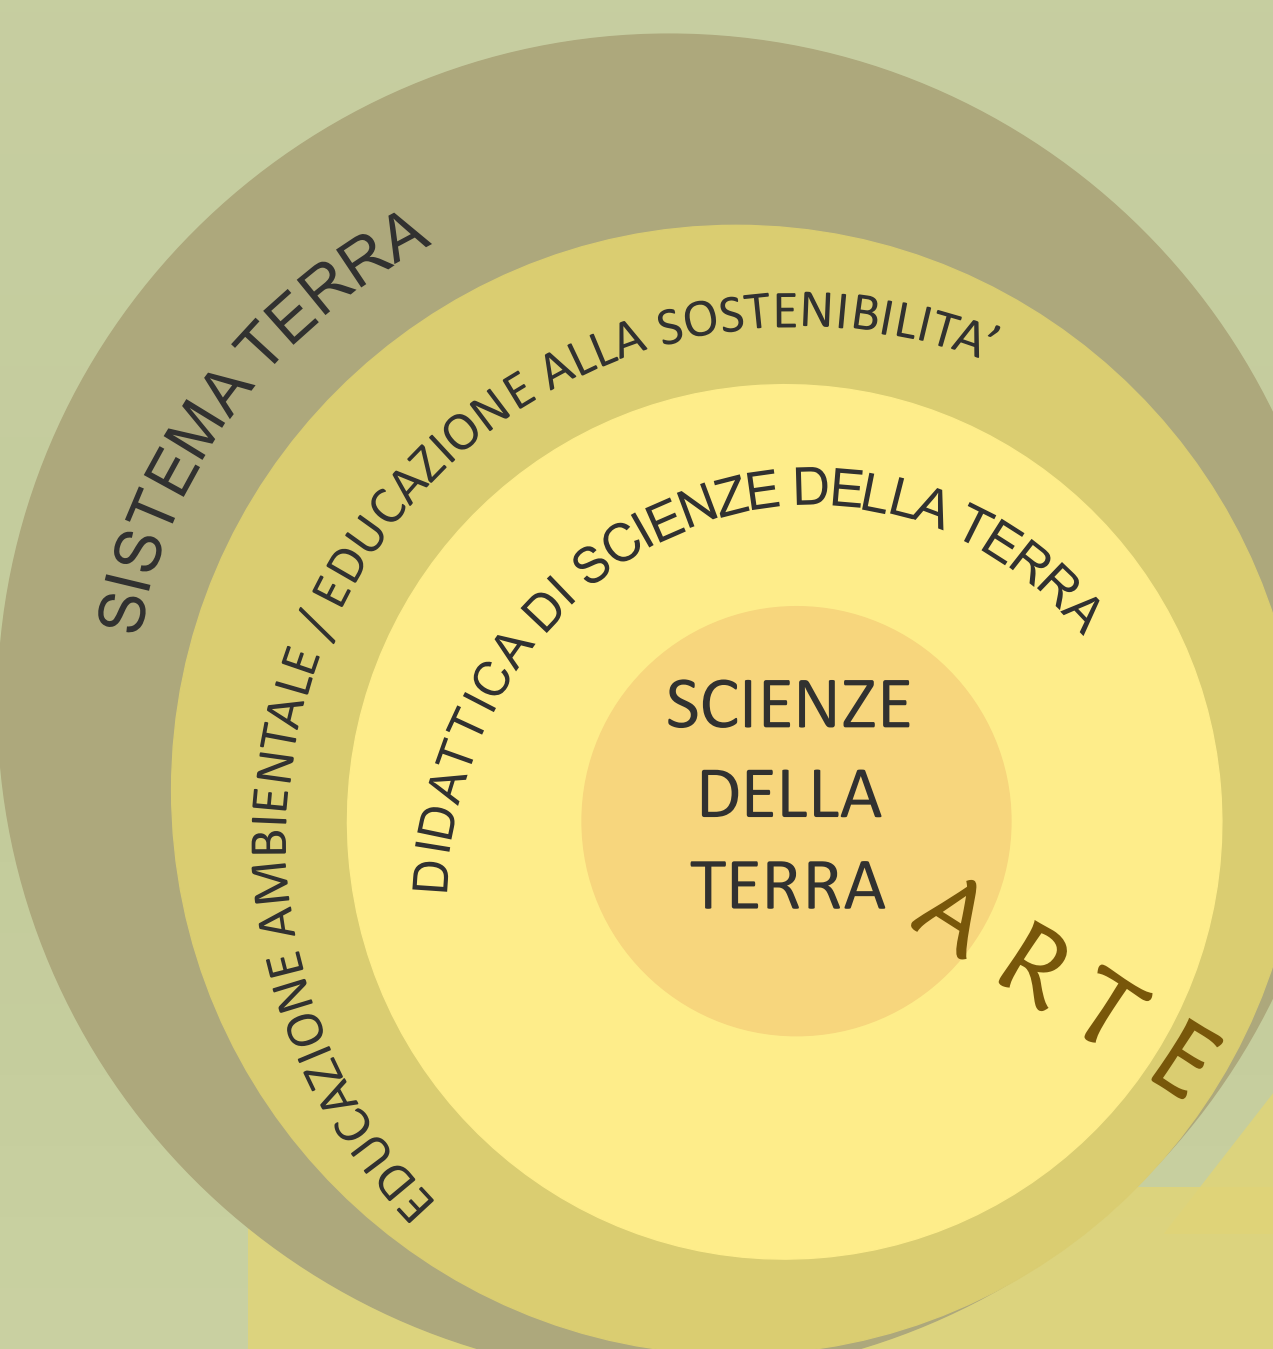 SISTEMA TERRA
EDUCAZIONE AMBIENTALE / EDUCAZIONE ALLA SOSTENIBILITA’
DIDATTICA DI SCIENZE DELLA TERRA
SCIENZE
DELLA
TERRA
ARTE